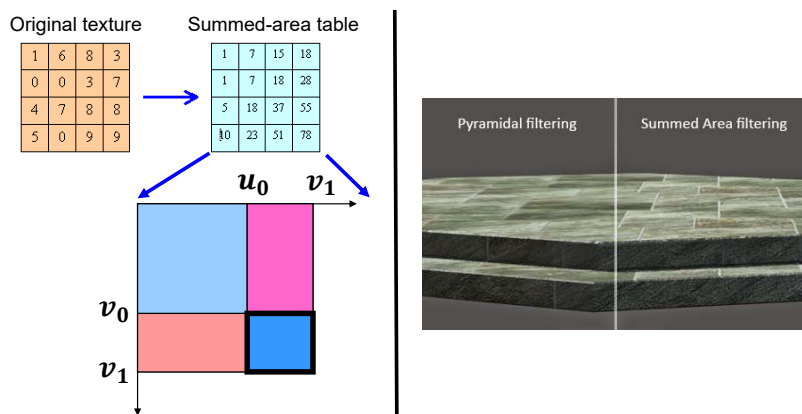 Original texture
Summed-area table
1 6 8 3
0 0 3 7
4 7 8 8
5 0 9 9
1 7 15 18
1 7 18 28
5 18 37 55
10 23 51 78
u₀ v₁
v₀
v₁
Pyramidal filtering
Summed Area filtering